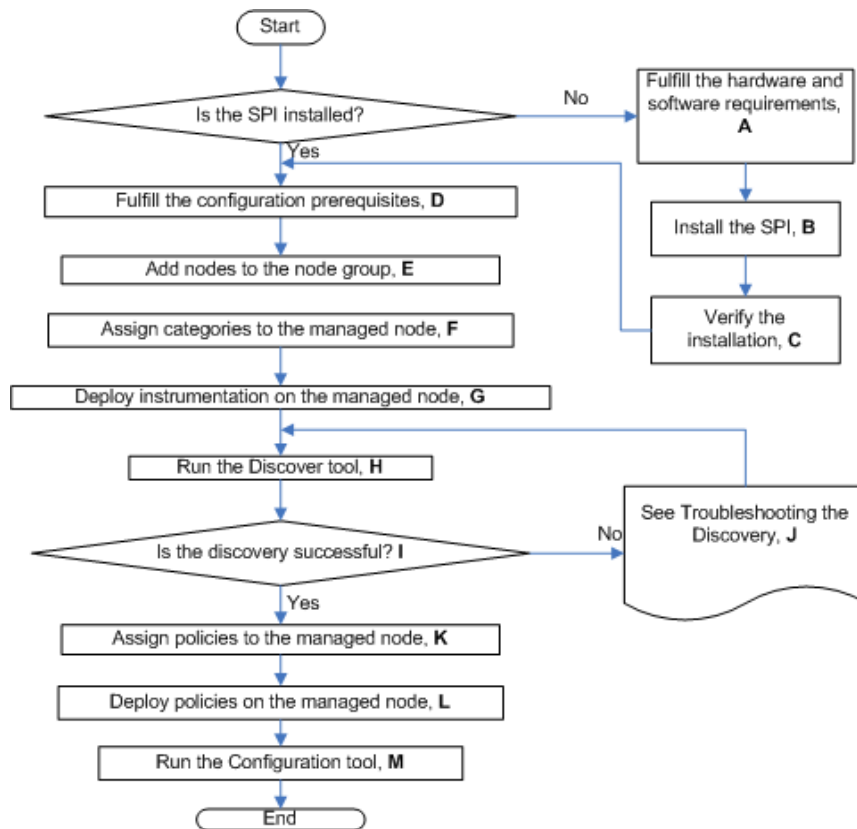 Start
Is the SPI installed?
No
Fulfill the hardware and
software requirements,
A
Yes
Fulfill the configuration prerequisites, D
Install the SPI, B
Add nodes to the node group, E
Verify the
installation, C
Assign categories to the managed node, F
Deploy instrumentation on the managed node, G
Run the Discover tool, H
See Troubleshooting the
Discovery, J
Is the discovery successful? I
No
Yes
Assign policies to the managed node, K
Deploy policies on the managed node, L
Run the Configuration tool, M
End